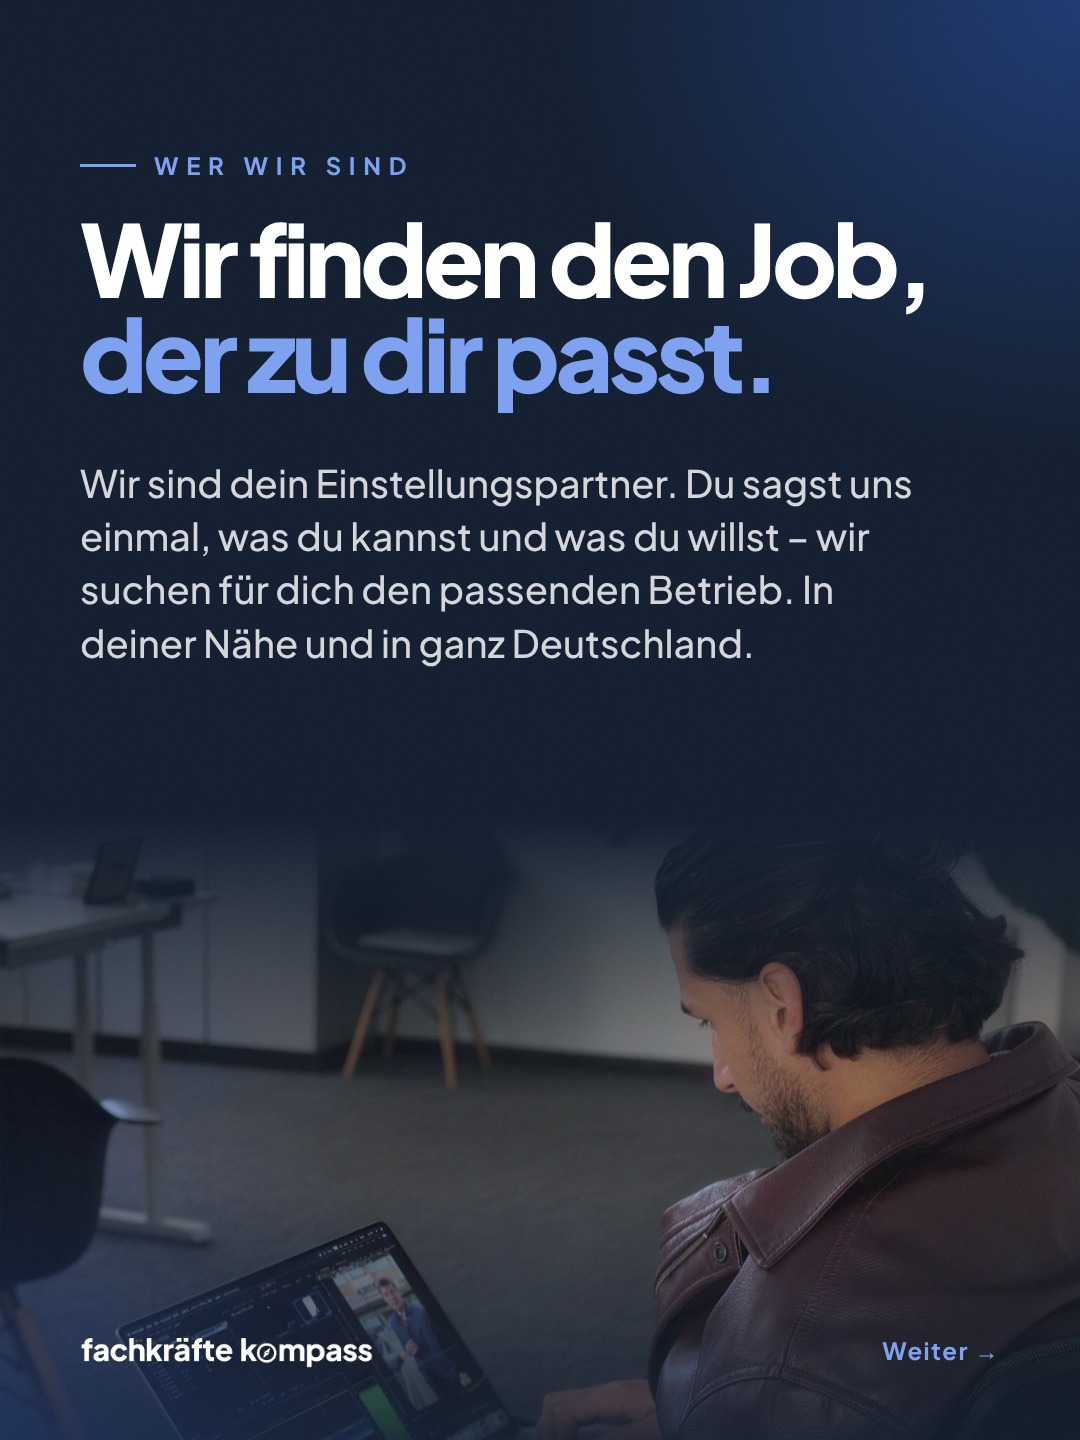 WER WIR SIND
Wir finden den Job,
der zu dir passt.
Wir sind dein Einstellungspartner. Du sagst uns
einmal, was du kannst und was du willst – wir
suchen für dich den passenden Betrieb. In
deiner Nähe und in ganz Deutschland.
fachkräfte kompass
Weiter →